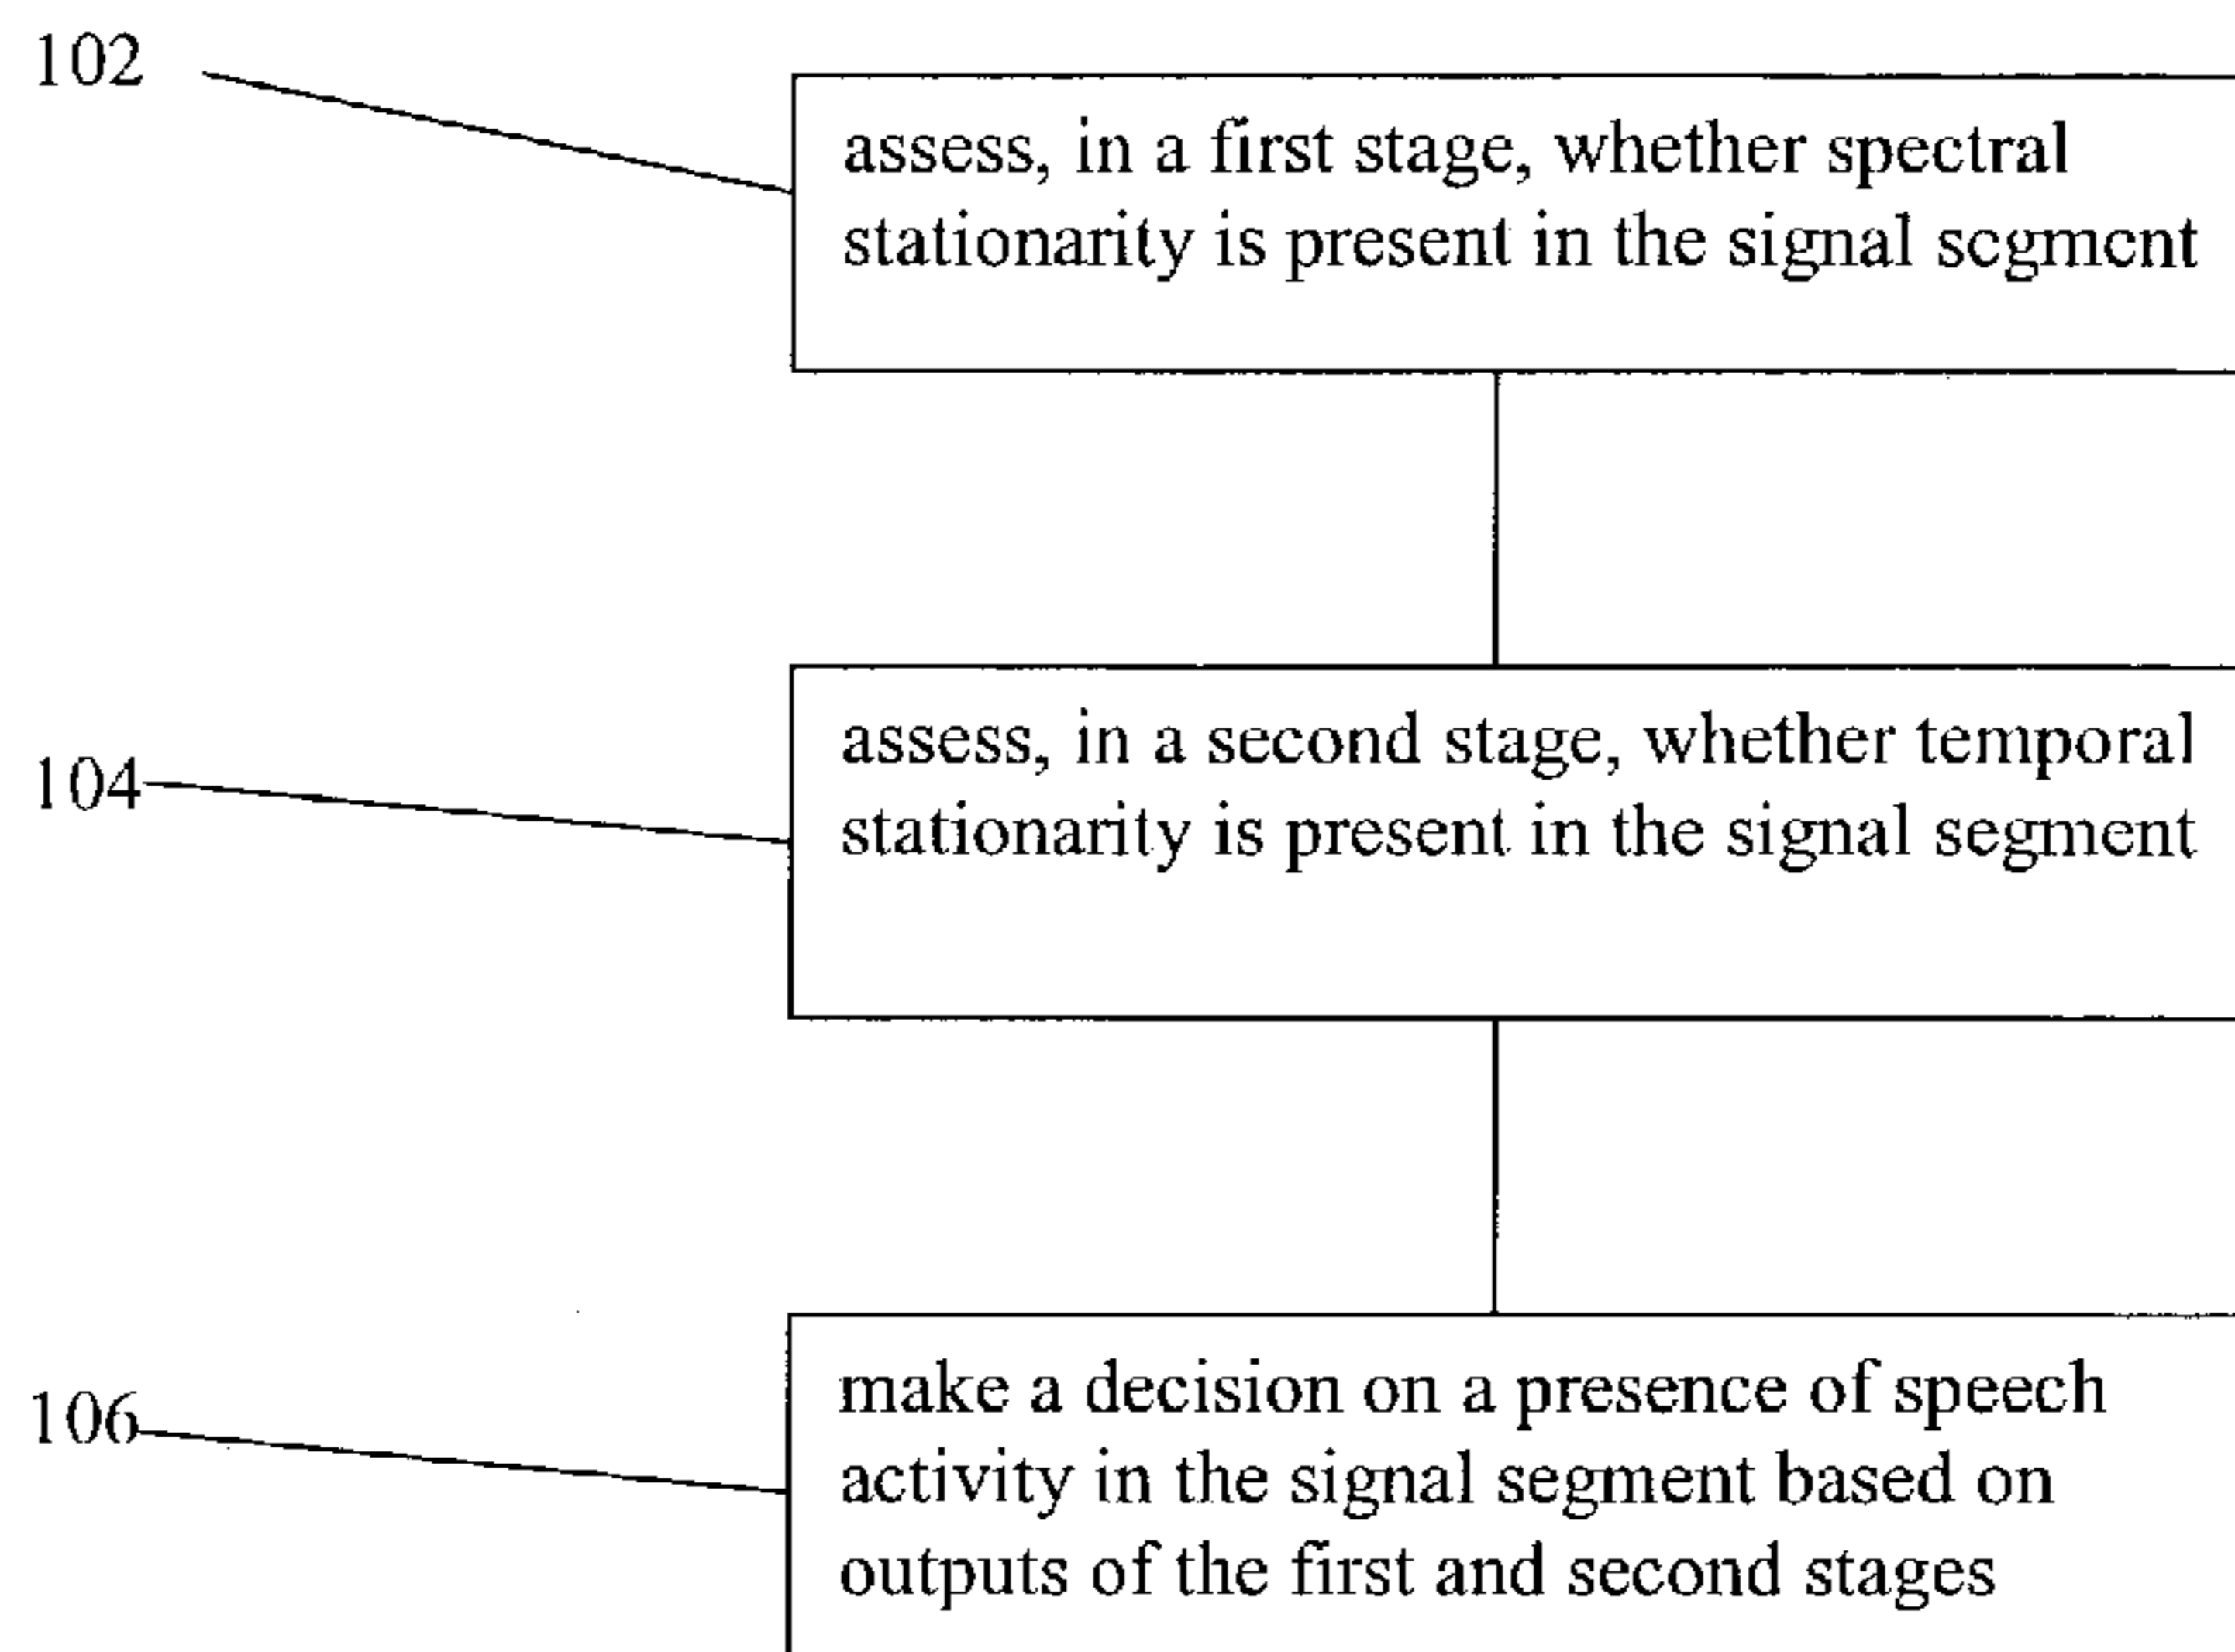 102
assess, in a first stage, whether spectral
stationarity is present in the signal segment
104
assess, in a second stage, whether temporal
stationarity is present in the signal segment
106
make a decision on a presence of speech
activity in the signal segment based on
outputs of the first and second stages